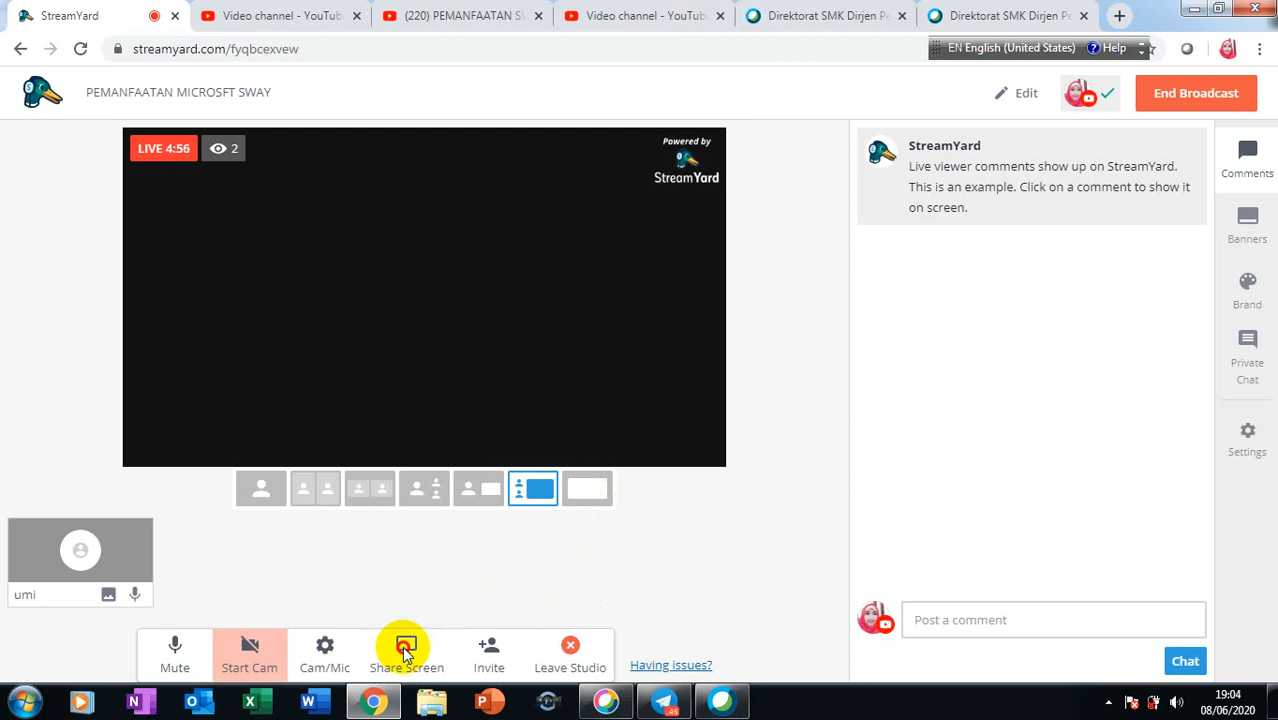 StreamYard
Video channel - YouTube
(220) PEMANFAATAN S
Video channel - YouTube
Direktorat SMK Dirjen Pe
Direktorat SMK Dirjen Pe
streamyard.com/fyqbcexvew
EN English (United States)
? Help
PEMANFAATAN MICROSFT SWAY
Edit
End Broadcast
LIVE 4:56
2
Powered by
StreamYard
StreamYard
Live viewer comments show up on StreamYard.
This is an example. Click on a comment to show it
on screen.
Comments
Banners
Brand
Private
Chat
Settings
umi
Post a comment
Chat
Mute
Start Cam
Cam/Mic
Share Screen
Invite
Leave Studio
Having issues?
19:04
08/06/2020